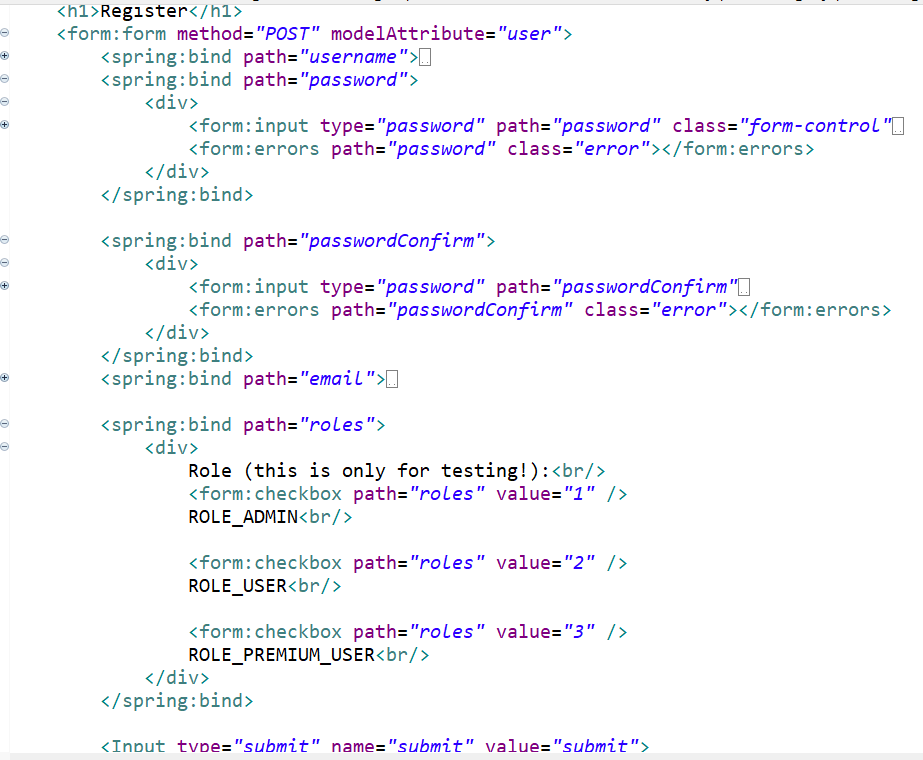 <h1>Register</h1>
<form:form method="POST" modelAttribute="user">
<spring:bind path="username">
<spring:bind path="password">
<div>
<form:input type="password" path="password" class="form-control"
<form:errors path="password" class="error"></form:errors>
</div>
</spring:bind>
<spring:bind path="passwordConfirm">
<div>
<form:input type="password" path="passwordConfirm"
<form:errors path="passwordConfirm" class="error"></form:errors>
</div>
</spring:bind>
<spring:bind path="email">
<spring:bind path="roles">
<div>
Role (this is only for testing!):<br/>
<form:checkbox path="roles" value="1" />
ROLE_ADMIN<br/>
<form:checkbox path="roles" value="2" />
ROLE_USER<br/>
<form:checkbox path="roles" value="3" />
ROLE_PREMIUM_USER<br/>
</div>
</spring:bind>
<Input type="submit" name="submit" value="submit">